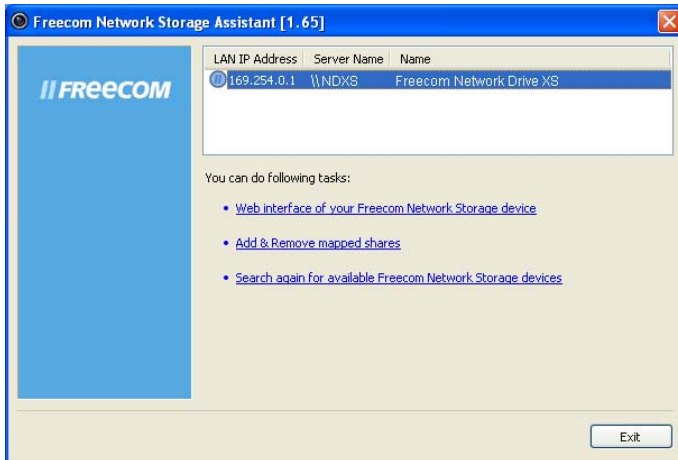 Freecom Network Storage Assistant [1.65]
FREECOM
LAN IP Address Server Name Name
169.254.0.1 \\NDXS Freecom Network Drive XS
You can do following tasks:
• Web interface of your Freecom Network Storage device
• Add & Remove mapped shares
• Search again for available Freecom Network Storage devices
Exit